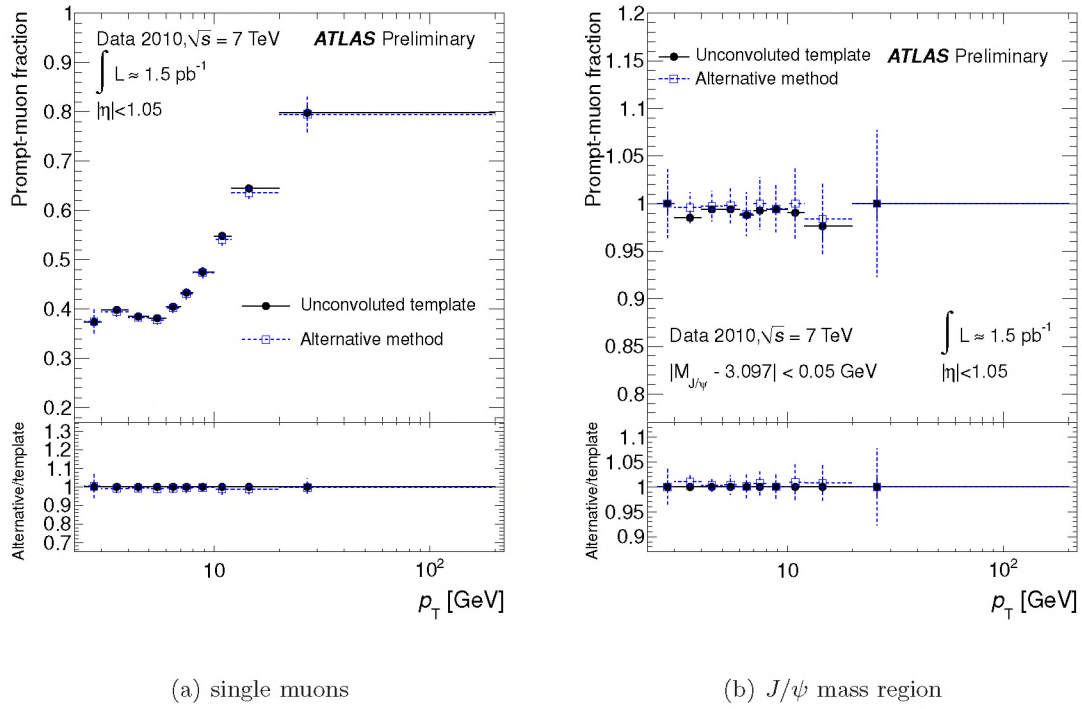 Prompt-muon fraction
Data 2010,√s = 7 TeV ATLAS Preliminary
∫ L ≈ 1.5 pb⁻¹
|η|<1.05
1
0.9
0.8
0.7
0.6
0.5
0.4
0.3
0.2
Unconvoluted template
Alternative method
Alternative/template
1.3
1.2
1.1
1
0.9
0.8
0.7
10 10²
p_T [GeV]
(a) single muons
Prompt-muon fraction
1.2
1.15
1.1
1.05
1
0.95
0.9
0.85
0.8
Unconvoluted template ATLAS Preliminary
Alternative method
Data 2010,√s = 7 TeV ∫ L ≈ 1.5 pb⁻¹
|M_J/ψ - 3.097| < 0.05 GeV |η|<1.05
Alternative/template
1.1
1.05
1
0.95
0.9
10 10²
p_T [GeV]
(b) J/ψ mass region